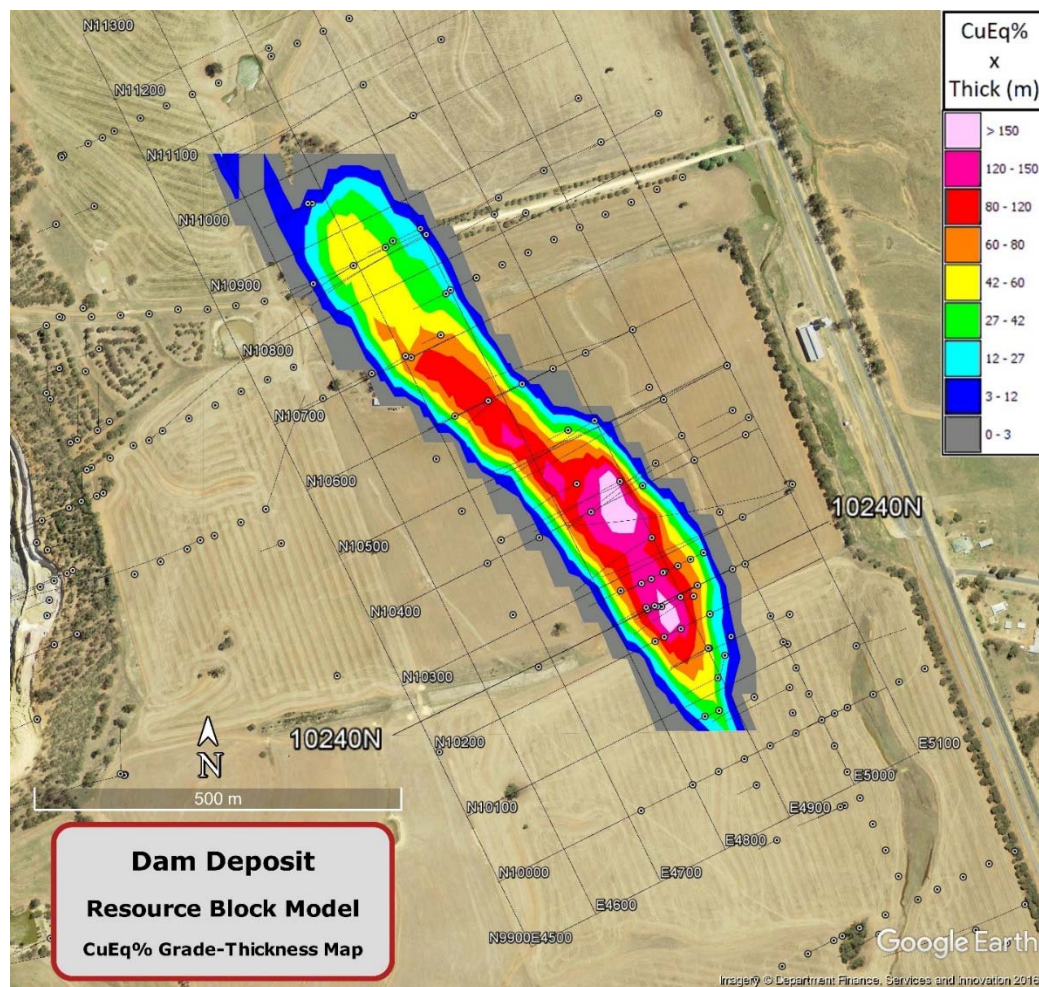 CuEq%
x
Thick (m)
> 150
120 - 150
80 - 120
60 - 80
42 - 60
27 - 42
12 - 27
3 - 12
0 - 3
N11300
N11200
N11100
N11000
N10900
N10800
N10700
N10600
N10500
N10400
N10300
N10200
N10100
N10000
N9900
E4500
E4600
E4700
E4800
E4900
E5000
E5100
10240N
10240N
N
500 m
Dam Deposit
Resource Block Model
CuEq% Grade-Thickness Map
Google Earth
Imagery © Department Finance, Services and Innovation 2016